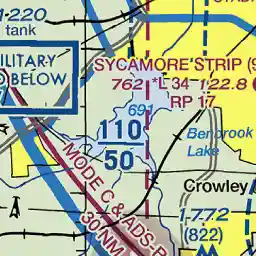 1220
tank
MILITARY
BELOW
SYCAMORE STRIP (9
762 *L 34 122.8
RP 17
691
110
50
Benbrook
Lake
MODE C & ADS-B
30 NM
Crowley
1772
(822)